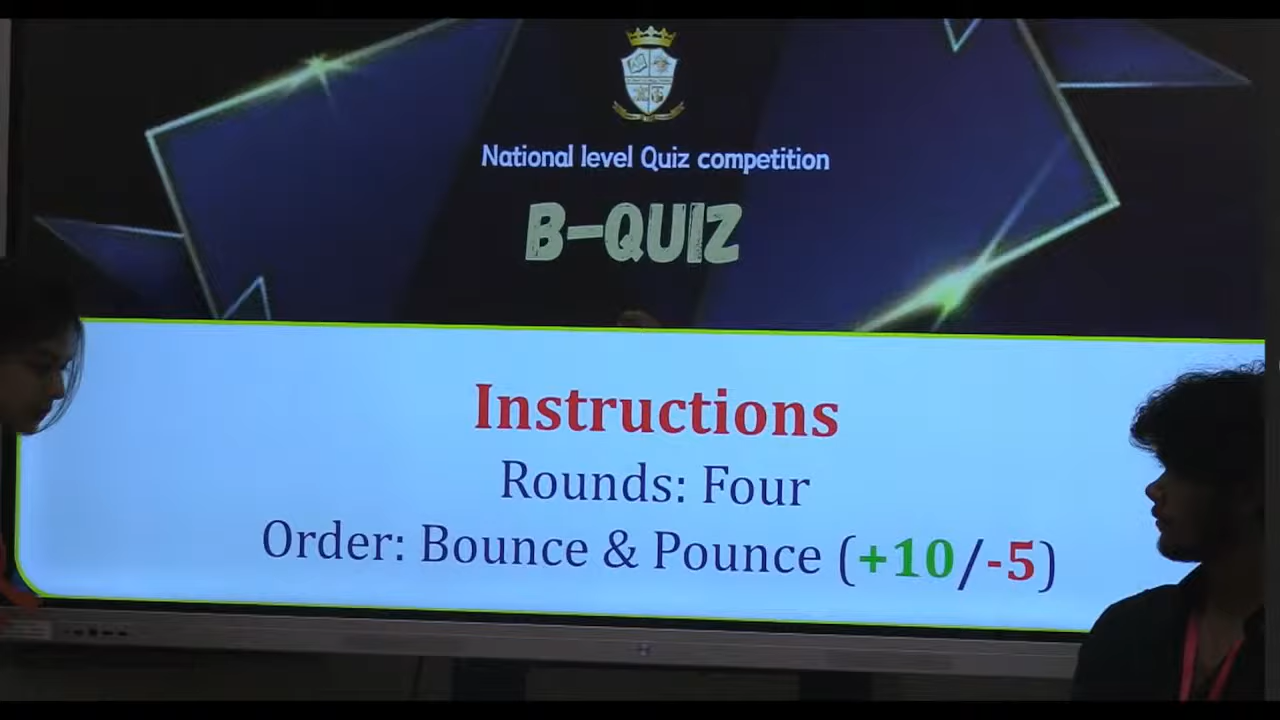 National level Quiz competition
B-QUIZ
Instructions
Rounds: Four
Order: Bounce & Pounce (+10/-5)